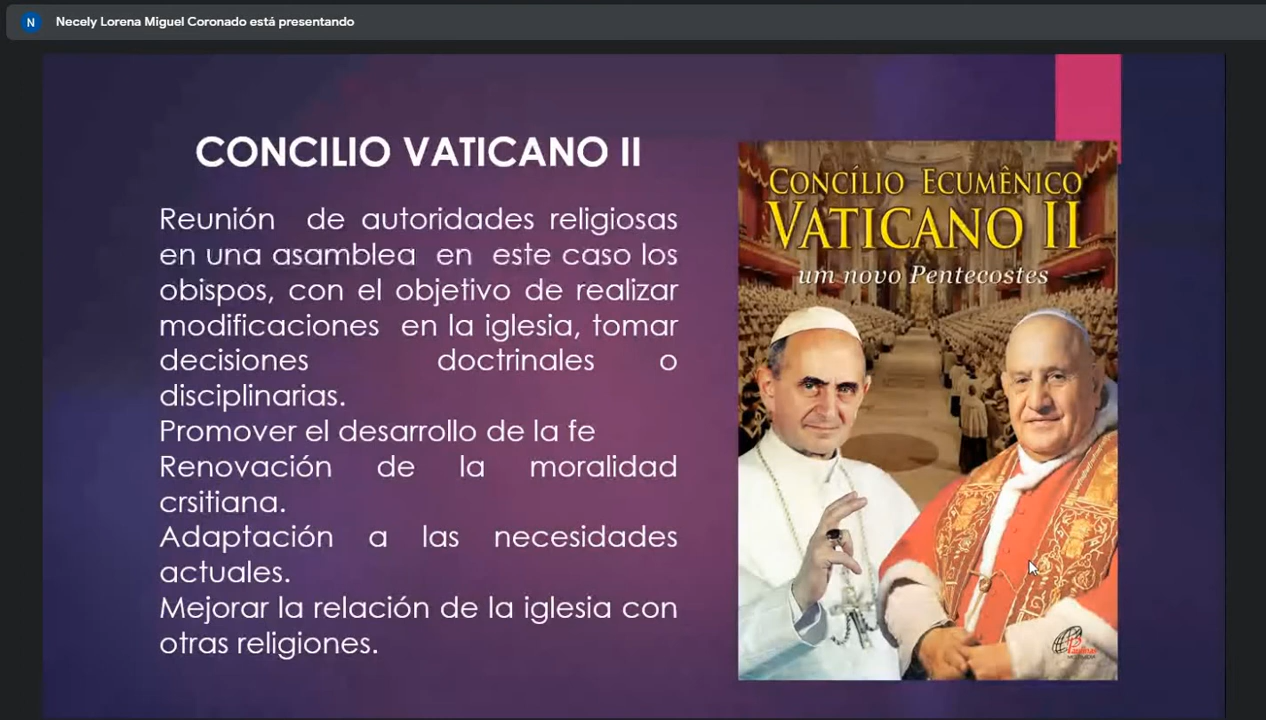 N
Necely Lorena Miguel Coronado está presentando
CONCILIO VATICANO II
Reunión de autoridades religiosas
en una asamblea en este caso los
obispos, con el objetivo de realizar
modificaciones en la iglesia, tomar
decisiones doctrinales o
disciplinarias.
Promover el desarrollo de la fe
Renovación de la moralidad
crsitiana.
Adaptación a las necesidades
actuales.
Mejorar la relación de la iglesia con
otras religiones.
CONCÍLIO ECUMÊNICO
VATICANO II
um novo Pentecostes